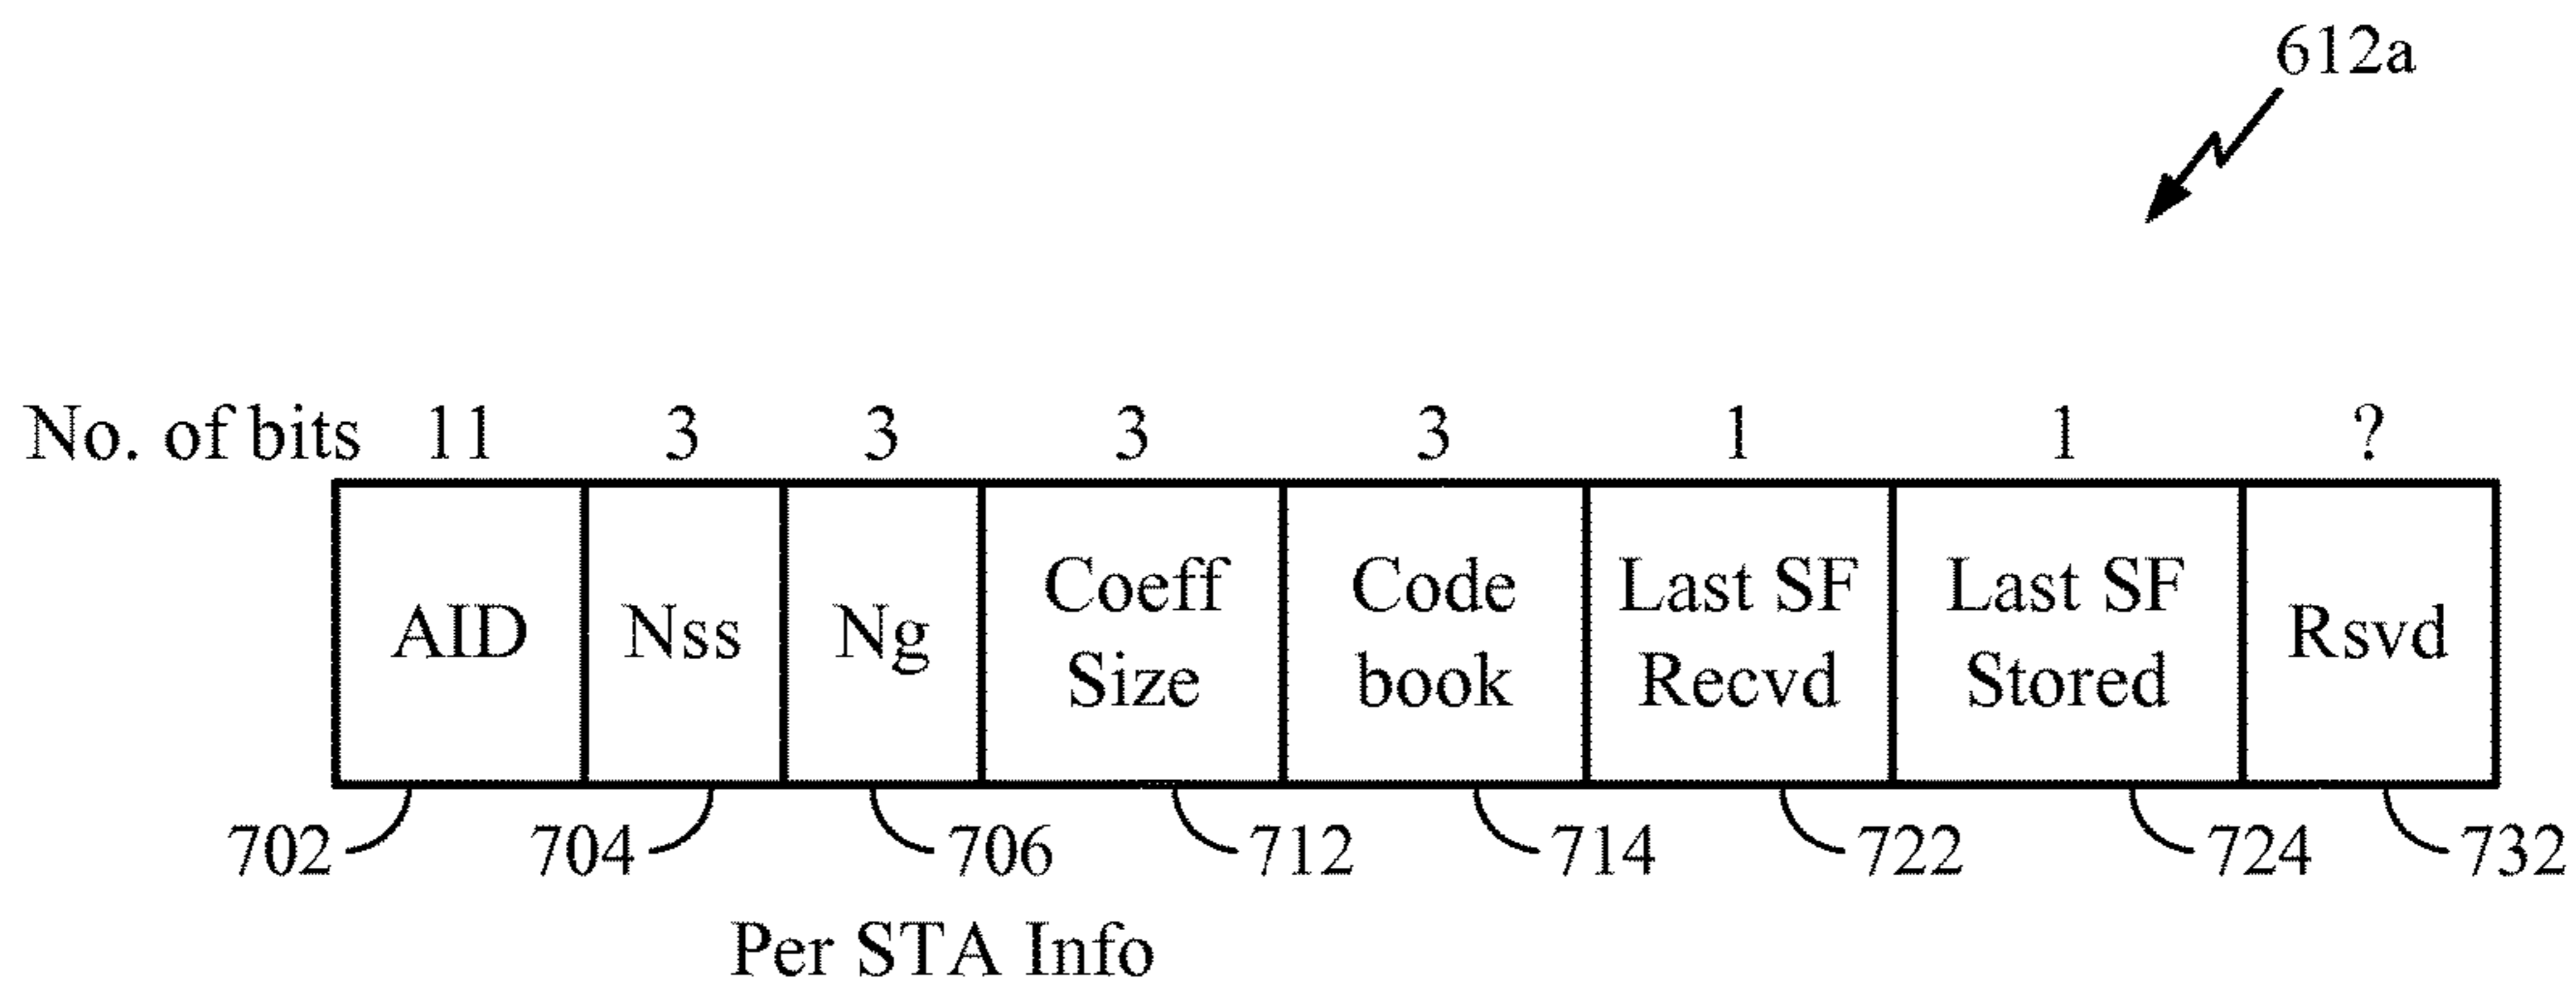 612a
No. of bits 11 3 3 3 3 1 1 ?
AID Nss Ng Coeff Size Code book Last SF Recvd Last SF Stored Rsvd
702 704 706 712 714 722 724 732
Per STA Info